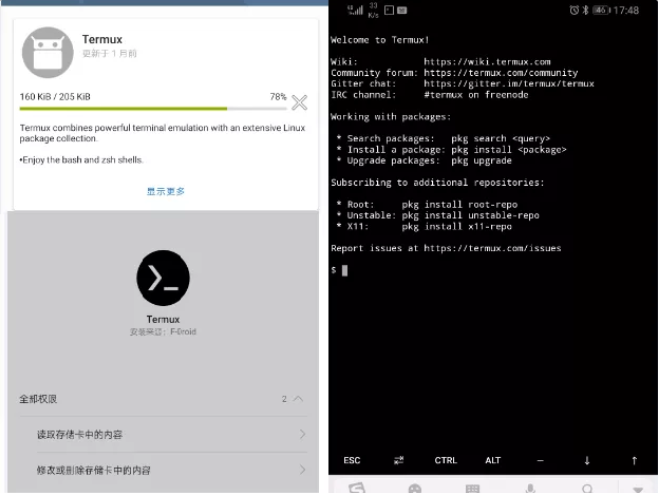 Termux
更新于 1 月前
160 KiB / 205 KiB
78%
Termux combines powerful terminal emulation with an extensive Linux
package collection.
•Enjoy the bash and zsh shells.
显示更多
Termux
安装来源：F-Droid
全部权限
2
读取存储卡中的内容
修改或删除存储卡中的内容
33
K/s
46
17:48
Welcome to Termux!
Wiki: https://wiki.termux.com
Community forum: https://termux.com/community
Gitter chat: https://gitter.im/termux/termux
IRC channel: #termux on freenode
Working with packages:
* Search packages: pkg search <query>
* Install a package: pkg install <package>
* Upgrade packages: pkg upgrade
Subscribing to additional repositories:
* Root: pkg install root-repo
* Unstable: pkg install unstable-repo
* X11: pkg install x11-repo
Report issues at https://termux.com/issues
$
ESC
CTRL
ALT
—
↓
↑